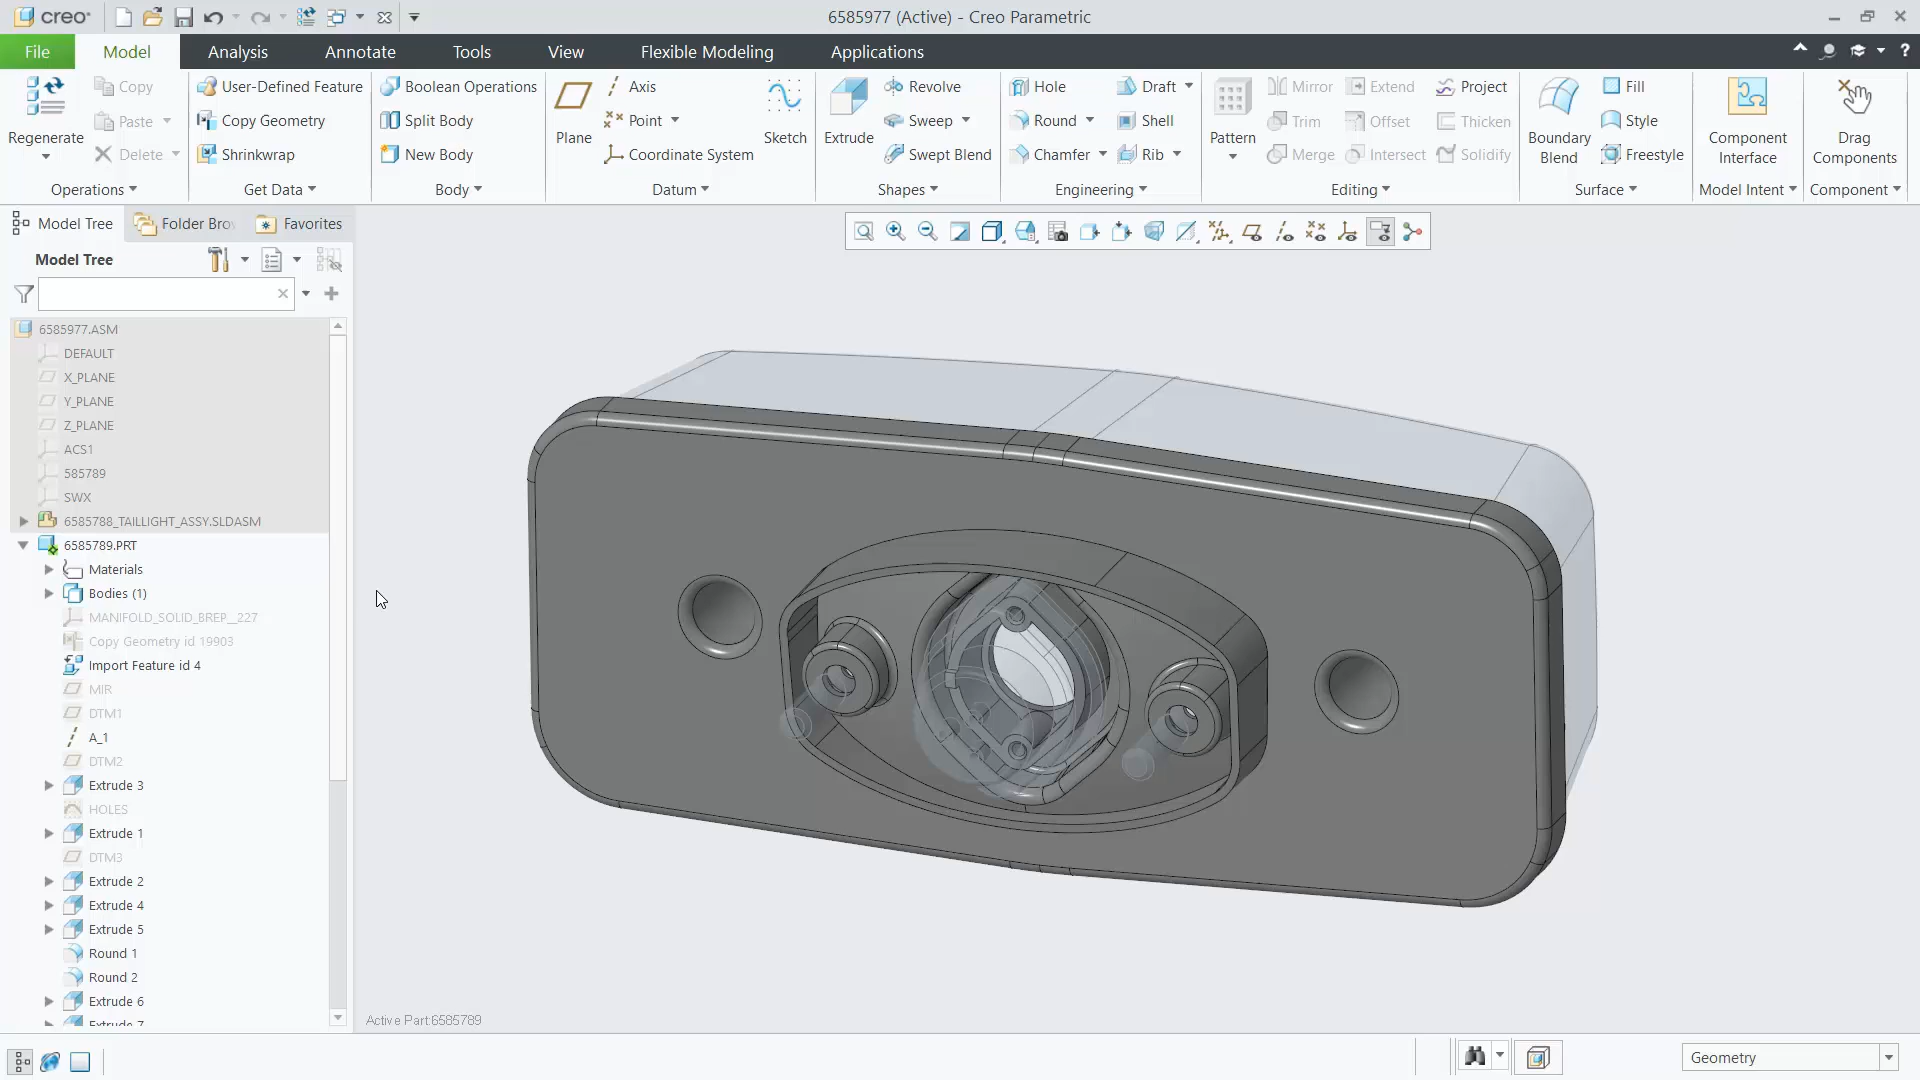 creo
6585977 (Active) - Creo Parametric
File Model Analysis Annotate Tools View Flexible Modeling Applications ?
Regenerate
Copy
Paste
Delete
Operations
User-Defined Feature
Copy Geometry
Shrinkwrap
Get Data
Boolean Operations
Split Body
New Body
Body
Plane
Axis
Point
Coordinate System
Sketch
Datum
Extrude
Revolve
Sweep
Swept Blend
Shapes
Hole
Round
Chamfer
Draft
Shell
Rib
Engineering
Pattern
Mirror
Trim
Merge
Extend
Offset
Intersect
Project
Thicken
Solidify
Editing
Boundary
Blend
Fill
Style
Freestyle
Surface
Component
Interface
Model Intent
Drag
Components
Component
Model Tree Folder Bro Favorites
Model Tree
6585977.ASM
DEFAULT
X_PLANE
Y_PLANE
Z_PLANE
ACS1
585789
SWX
6585788_TAILLIGHT_ASSY.SLDASM
6585789.PRT
Materials
Bodies (1)
MANIFOLD_SOLID_BREP__227
Copy Geometry id 19903
Import Feature id 4
MIR
DTM1
A_1
DTM2
Extrude 3
HOLES
Extrude 1
DTM3
Extrude 2
Extrude 4
Extrude 5
Round 1
Round 2
Extrude 6
Extrude 7
Active Part:6585789
Geometry